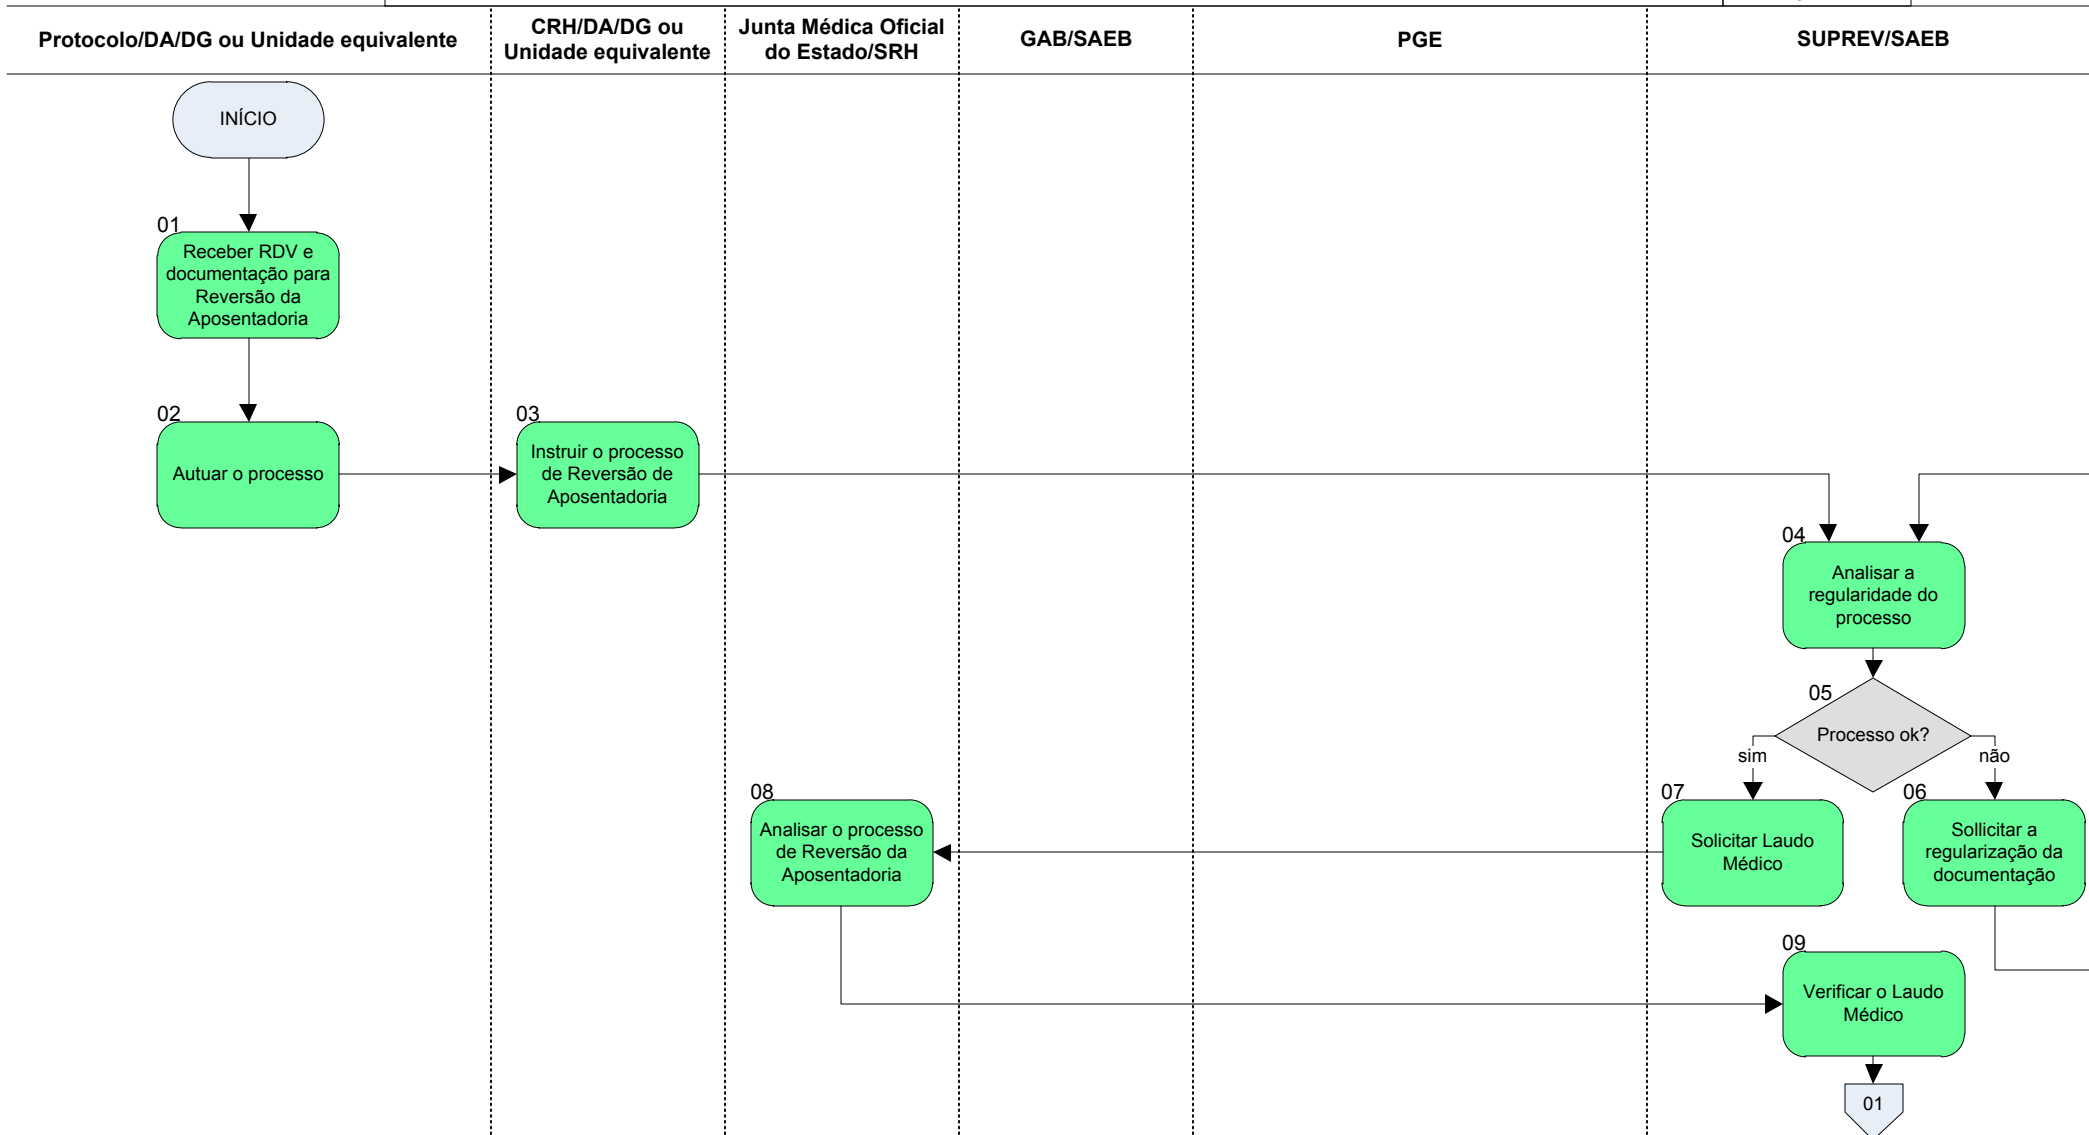 Protocolo/DA/DG ou Unidade equivalente
CRH/DA/DG ou
Unidade equivalente
Junta Médica Oficial
do Estado/SRH
GAB/SAEB
PGE
SUPREV/SAEB
INÍCIO
01
Receber RDV e
documentação para
Reversão da
Aposentadoria
02
Autuar o processo
03
Instruir o processo
de Reversão de
Aposentadoria
04
Analisar a
regularidade do
processo
05
Processo ok?
sim
não
07
Solicitar Laudo
Médico
06
Sollicitar a
regularização da
documentação
08
Analisar o processo
de Reversão da
Aposentadoria
09
Verificar o Laudo
Médico
01